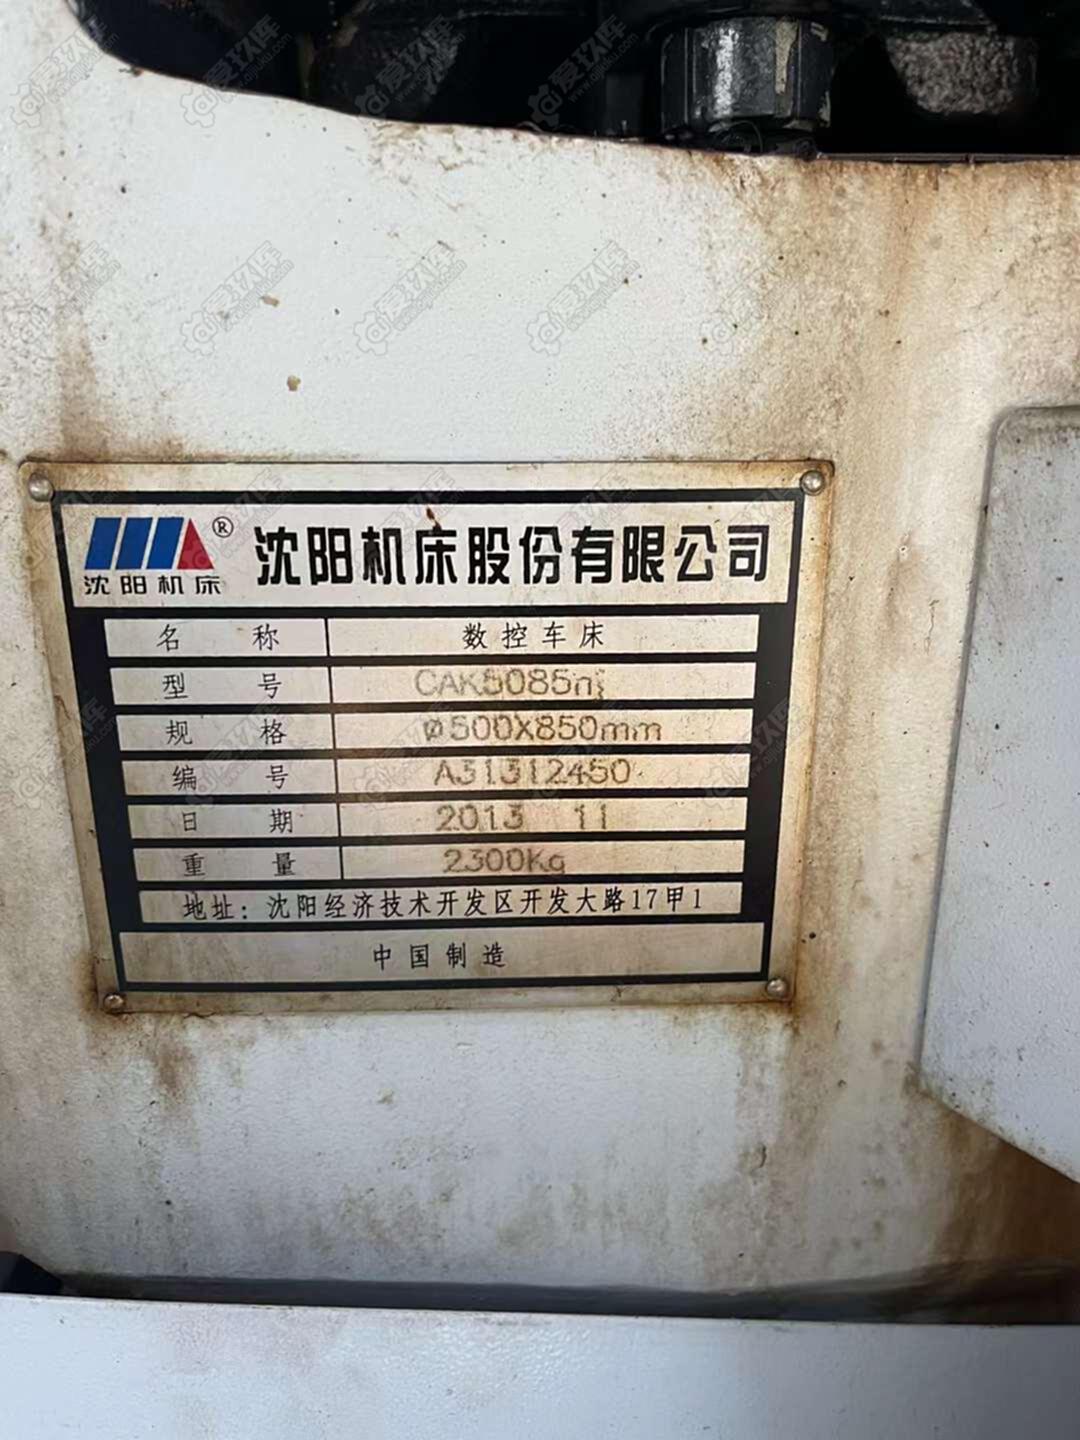 沈阳机床 ® 沈阳机床股份有限公司
名称 数控车床
型号 CAK5085nj
规格 ø500X850mm
编号 A31312450
日期 2013 11
重量 2300Kg
地址：沈阳经济技术开发区开发大路17甲1
中国制造